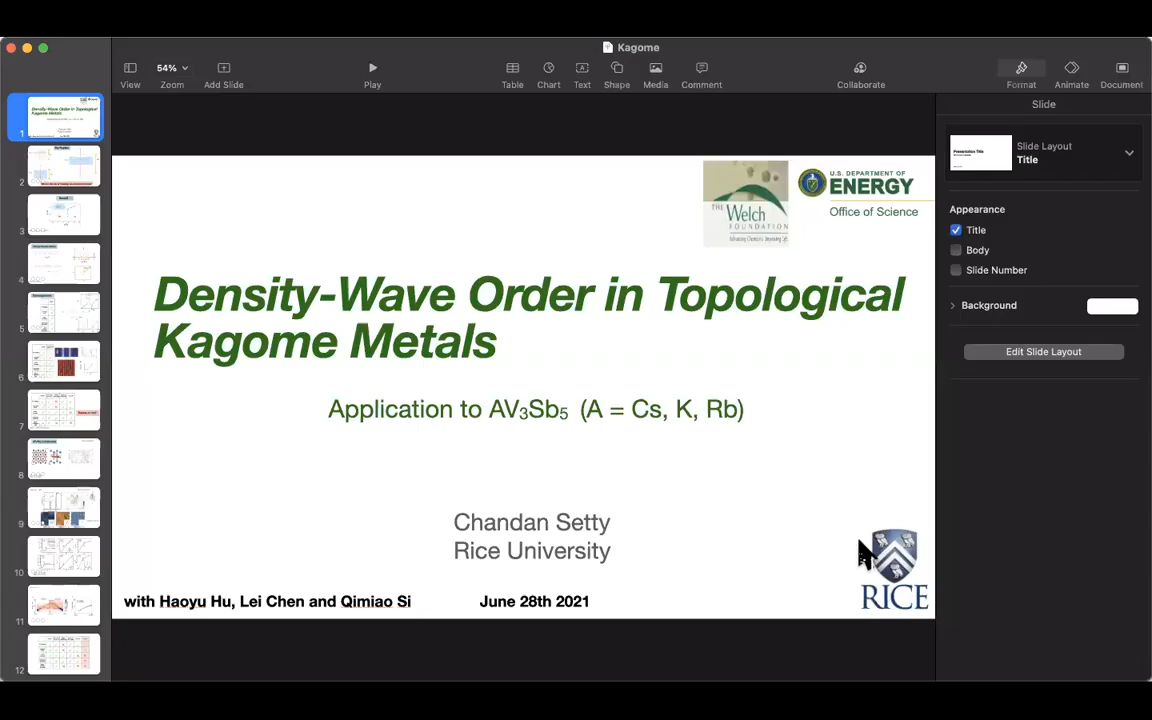 Kagome
View
54%
Zoom
Add Slide
Play
Table
Chart
Text
Shape
Media
Comment
Collaborate
Format
Animate
Document
1
2
3
4
5
6
7
8
9
10
11
12
THE
Welch
FOUNDATION
U.S. DEPARTMENT OF
ENERGY
Office of Science
Density-Wave Order in Topological
Kagome Metals
Application to AV₃Sb₅ (A = Cs, K, Rb)
Chandan Setty
Rice University
with Haoyu Hu, Lei Chen and Qimiao Si
June 28th 2021
RICE
Slide
Presentation Title
Slide Layout
Title
Appearance
Title
Body
Slide Number
Background
Edit Slide Layout